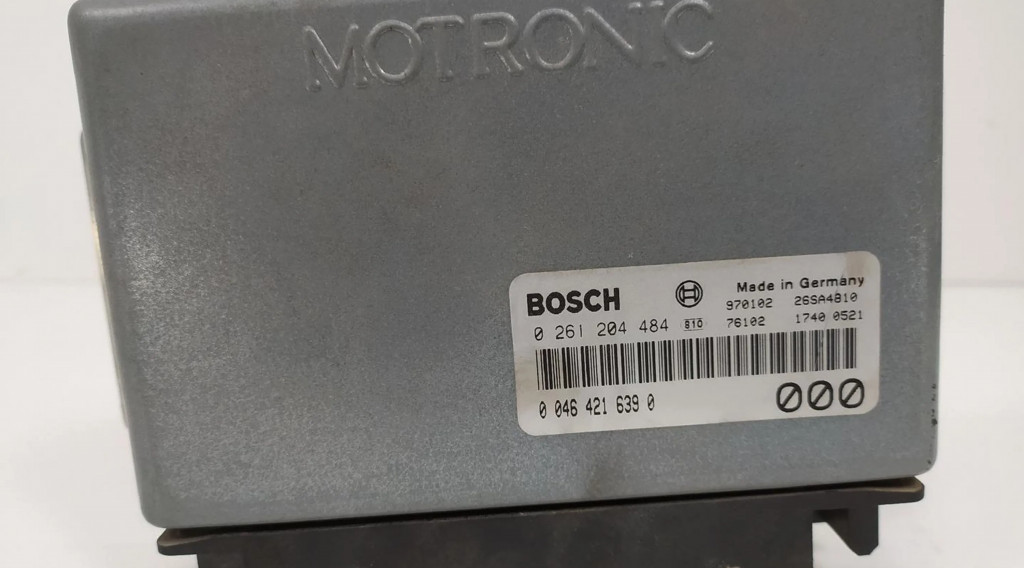 MOTRONIC
BOSCH
Made in Germany
970102 26SA4810
0 261 204 484 810 76102 1740 0521
0 046 421 639 0 000